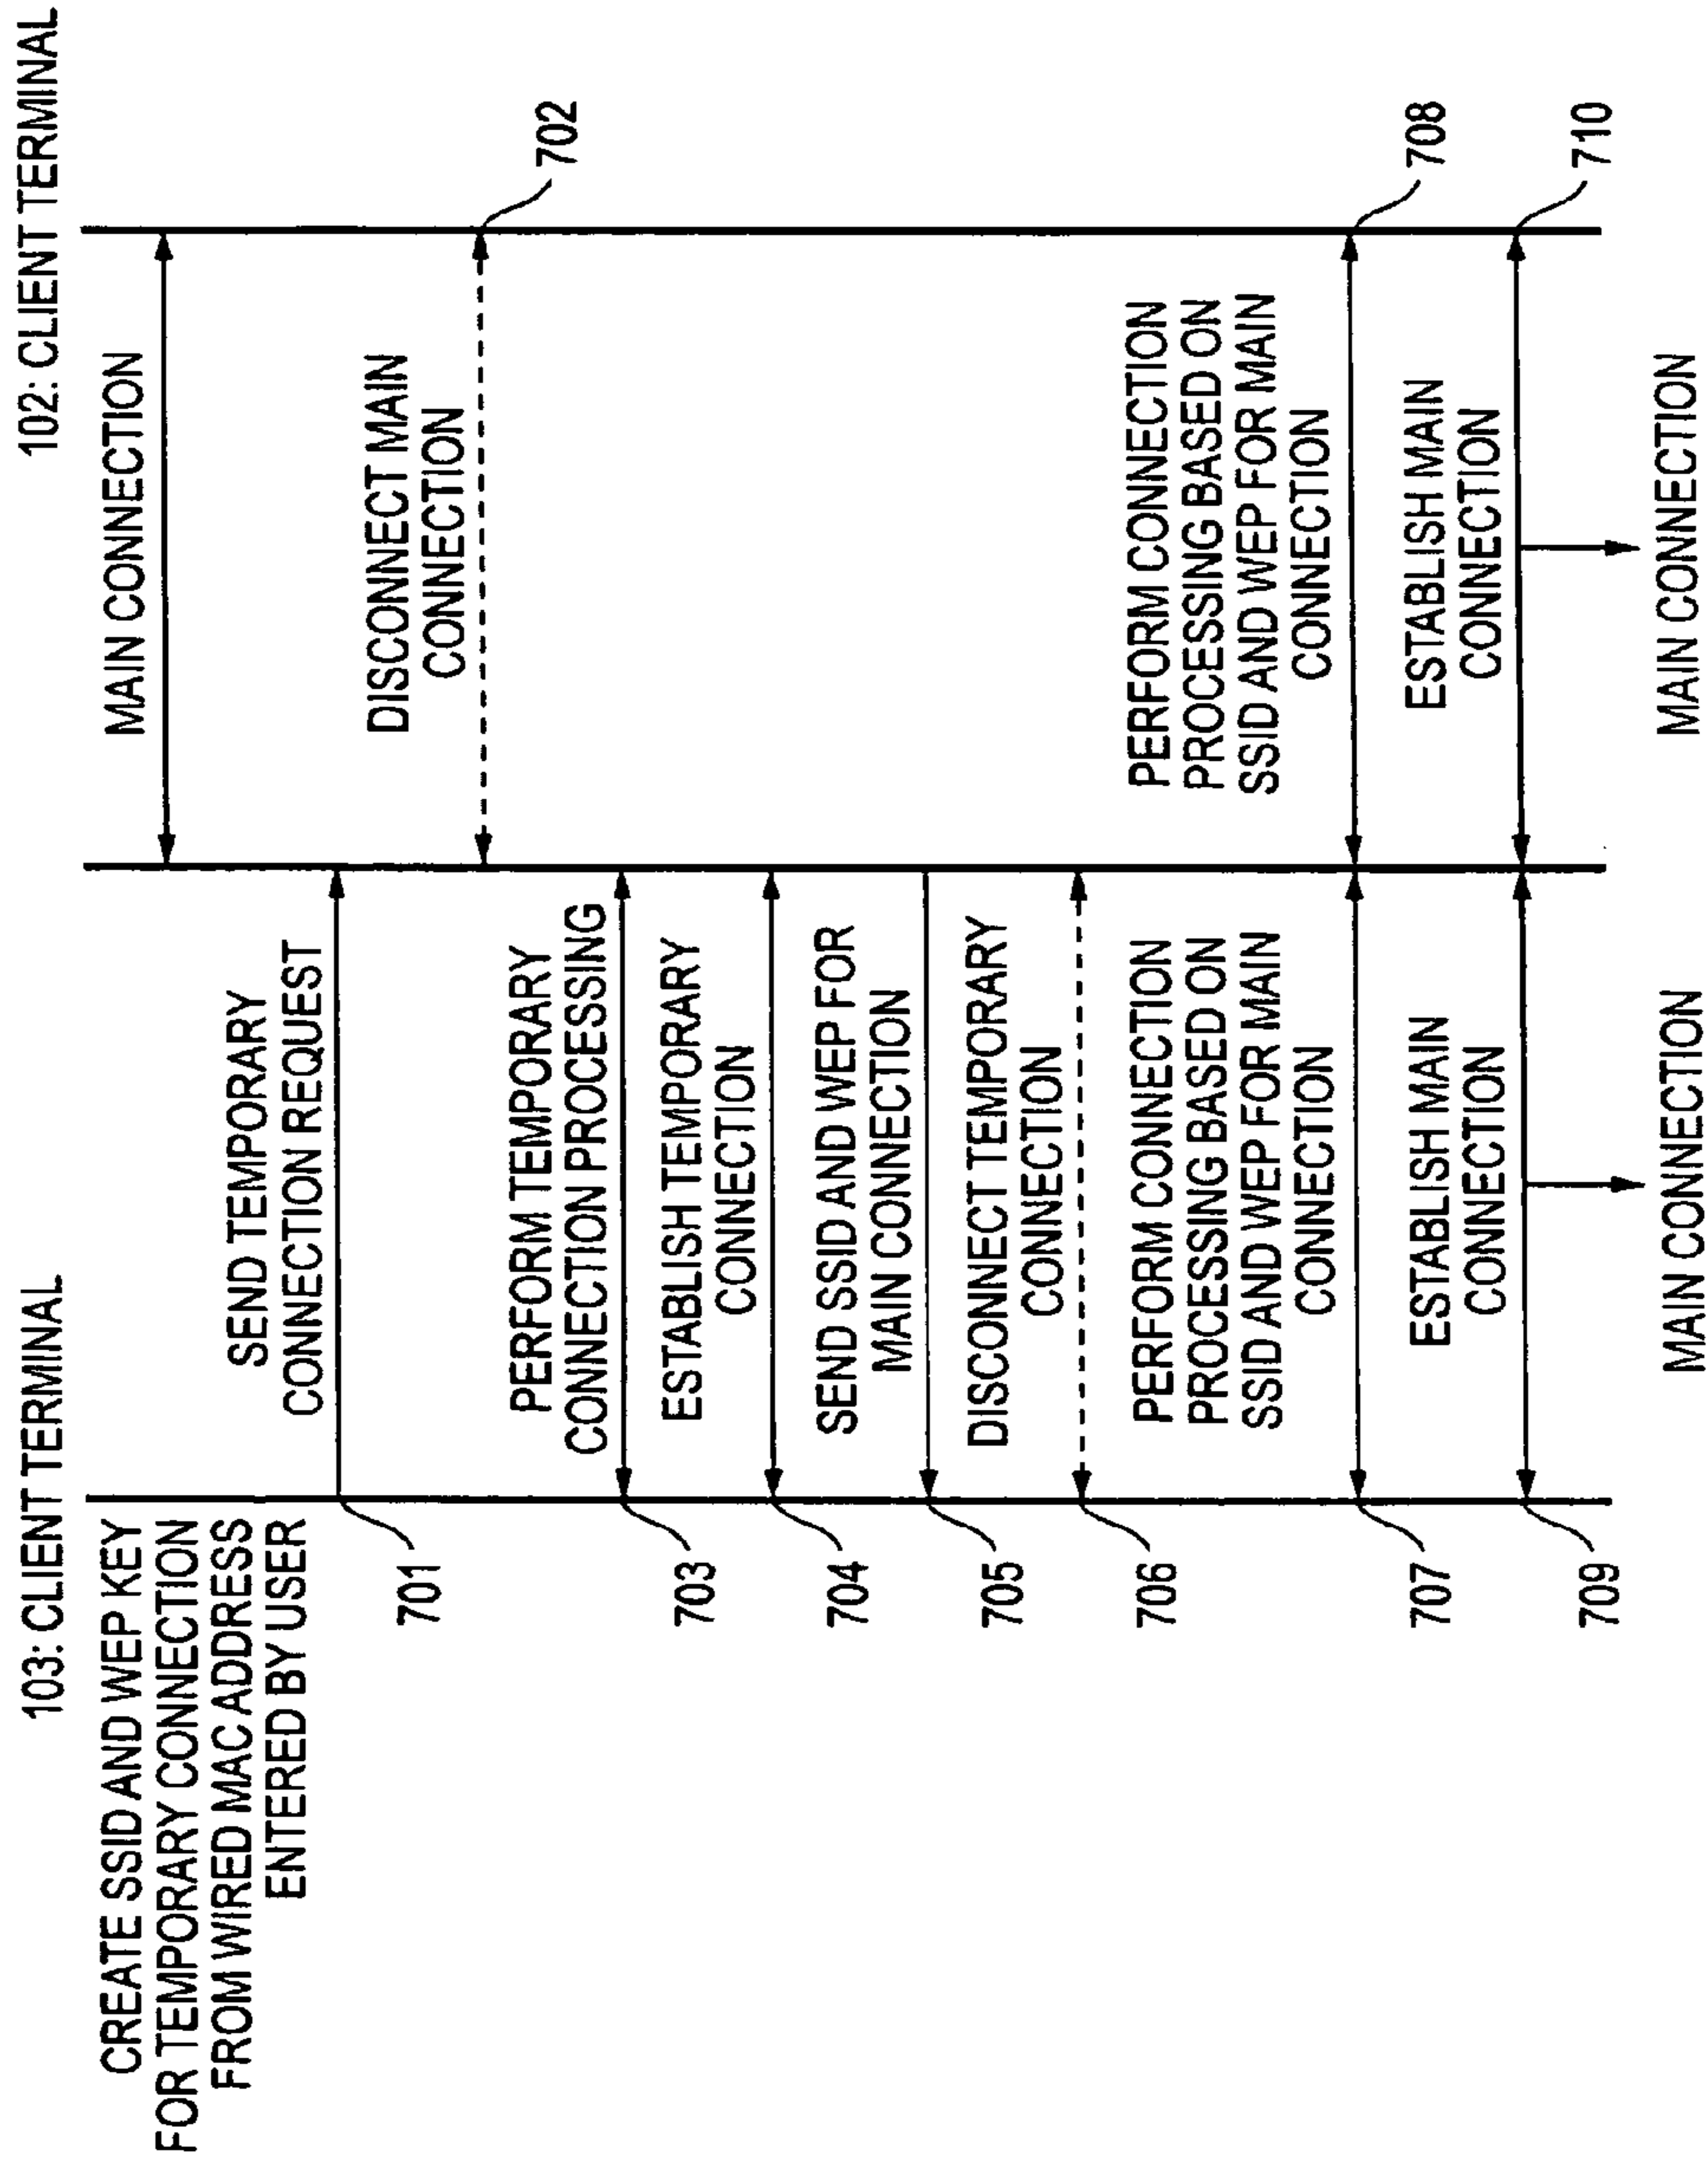 103: CLIENT TERMINAL
102: CLIENT TERMINAL
CREATE SSID AND WEP KEY
FOR TEMPORARY CONNECTION
FROM WIRED MAC ADDRESS
ENTERED BY USER
MAIN CONNECTION
SEND TEMPORARY
CONNECTION REQUEST
701
DISCONNECT MAIN
CONNECTION
702
PERFORM TEMPORARY
CONNECTION PROCESSING
703
ESTABLISH TEMPORARY
CONNECTION
704
SEND SSID AND WEP FOR
MAIN CONNECTION
705
DISCONNECT TEMPORARY
CONNECTION
706
PERFORM CONNECTION
PROCESSING BASED ON
SSID AND WEP FOR MAIN
CONNECTION
707
PERFORM CONNECTION
PROCESSING BASED ON
SSID AND WEP FOR MAIN
CONNECTION
708
ESTABLISH MAIN
CONNECTION
709
ESTABLISH MAIN
CONNECTION
710
MAIN CONNECTION
MAIN CONNECTION